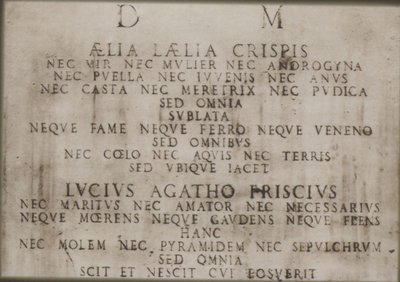 D M
ÆLIA LÆLIA CRISPIS
NEC VIR NEC MVLIER NEC ANDROGYNA
NEC PVELLA NEC IVVENIS NEC ANVS
NEC CASTA NEC MERETRIX NEC PVDICA
SED OMNIA
SVBLATA
NEQVE FAME NEQVE FERRO NEQVE VENENO
SED OMNIBVS
NEC CŒLO NEC AQVIS NEC TERRIS
SED VBIQVE IACET
LVCIVS AGATHO PRISCIVS
NEC MARITVS NEC AMATOR NEC NECESSARIVS
NEQVE MŒRENS NEQVE GAVDENS NEQVE FLENS
HANC
NEC MOLEM NEC PYRAMIDEM NEC SEPVLCHRVM
SED OMNIA
SCIT ET NESCIT CVI POSVERIT